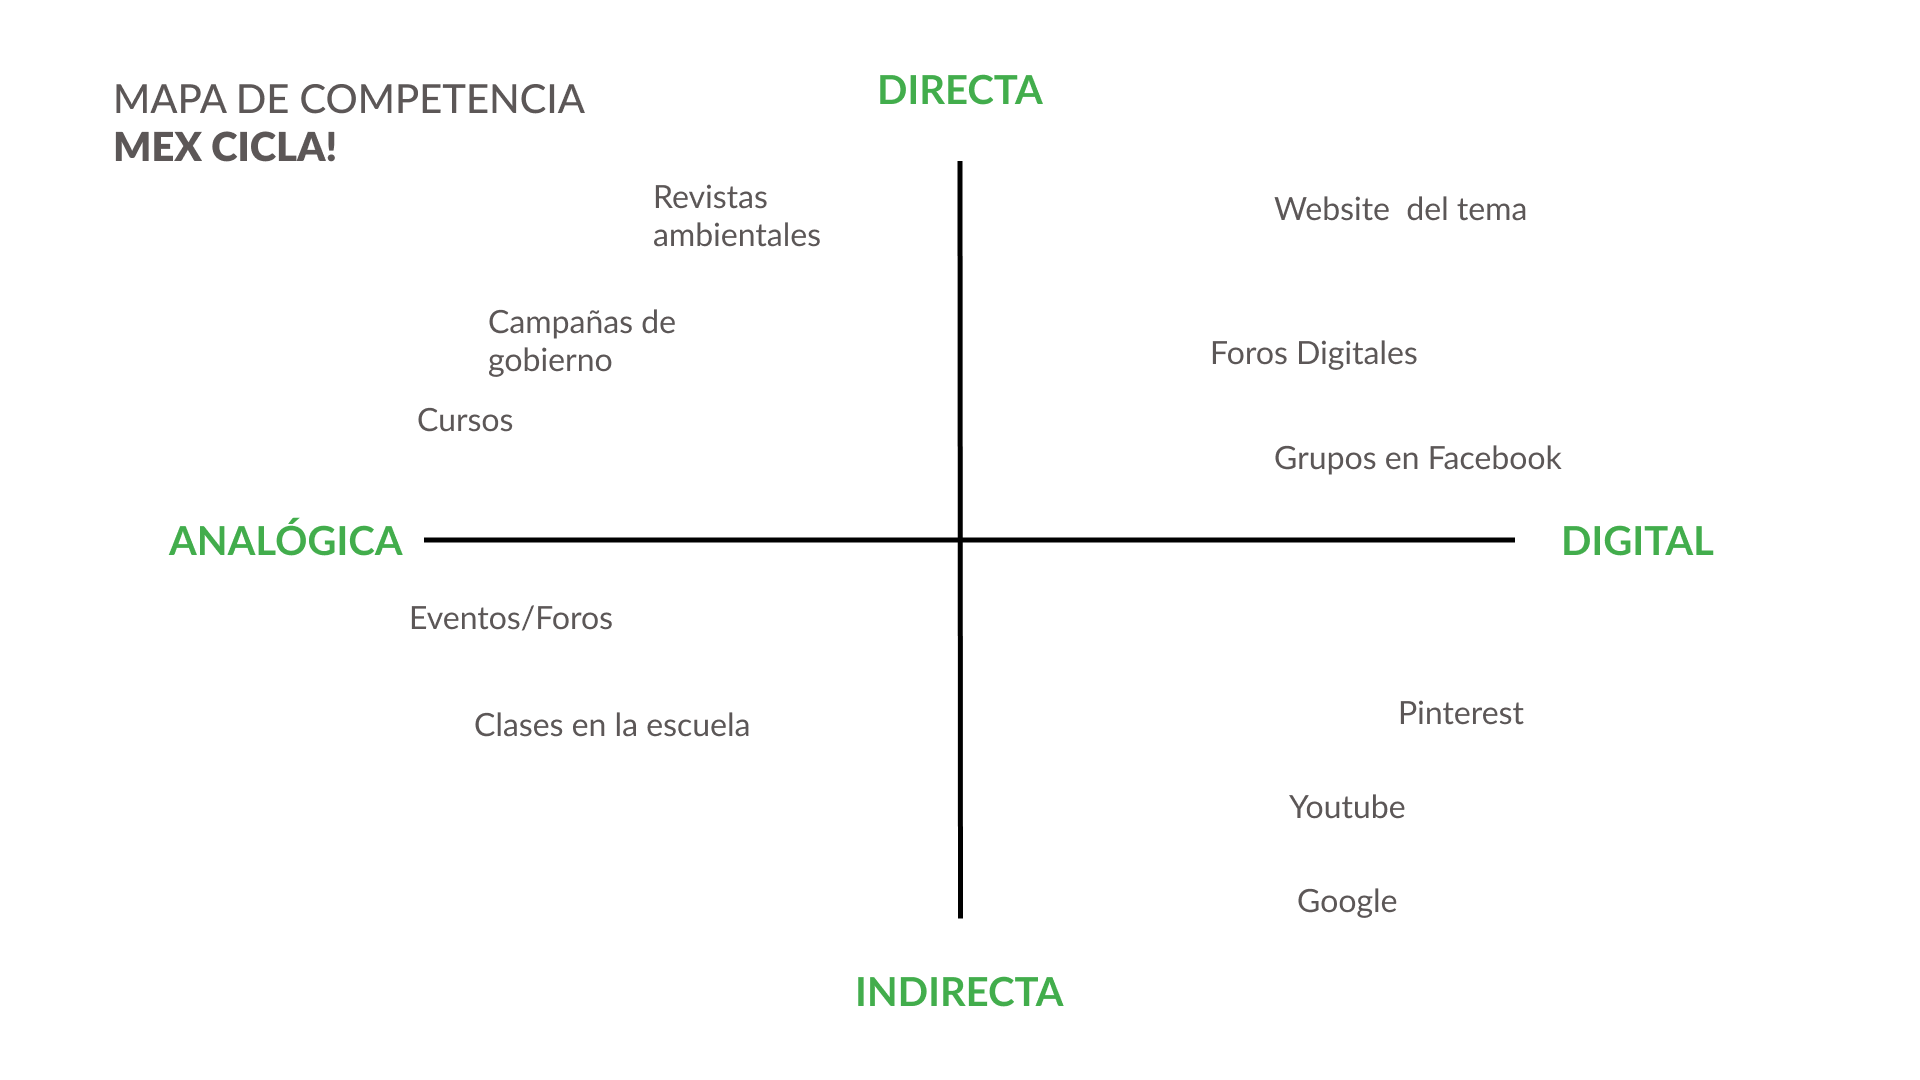 MAPA DE COMPETENCIA
MEX CICLA!
DIRECTA
Revistas
ambientales
Website  del tema
Campañas de
gobierno
Foros Digitales
Cursos
Grupos en Facebook
ANALÓGICA
DIGITAL
Eventos/Foros
Clases en la escuela
Pinterest
Youtube
Google
INDIRECTA